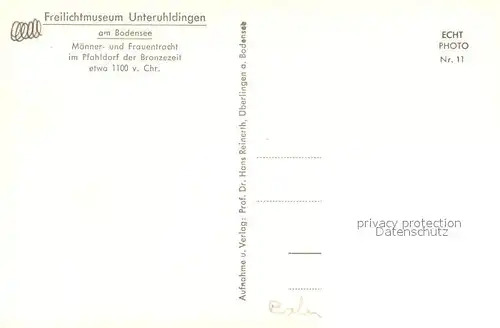 Freilichtmuseum Unteruhldingen
am Bodensee
Männer- und Frauentracht
im Pfahldorf der Bronzezeit
etwa 1100 v. Chr.
Aufnahme u. Verlag: Prof. Dr. Hans Reinerth, Überlingen a. Bodensee
ECHT
PHOTO
Nr. 11
privacy protection
Datenschutz